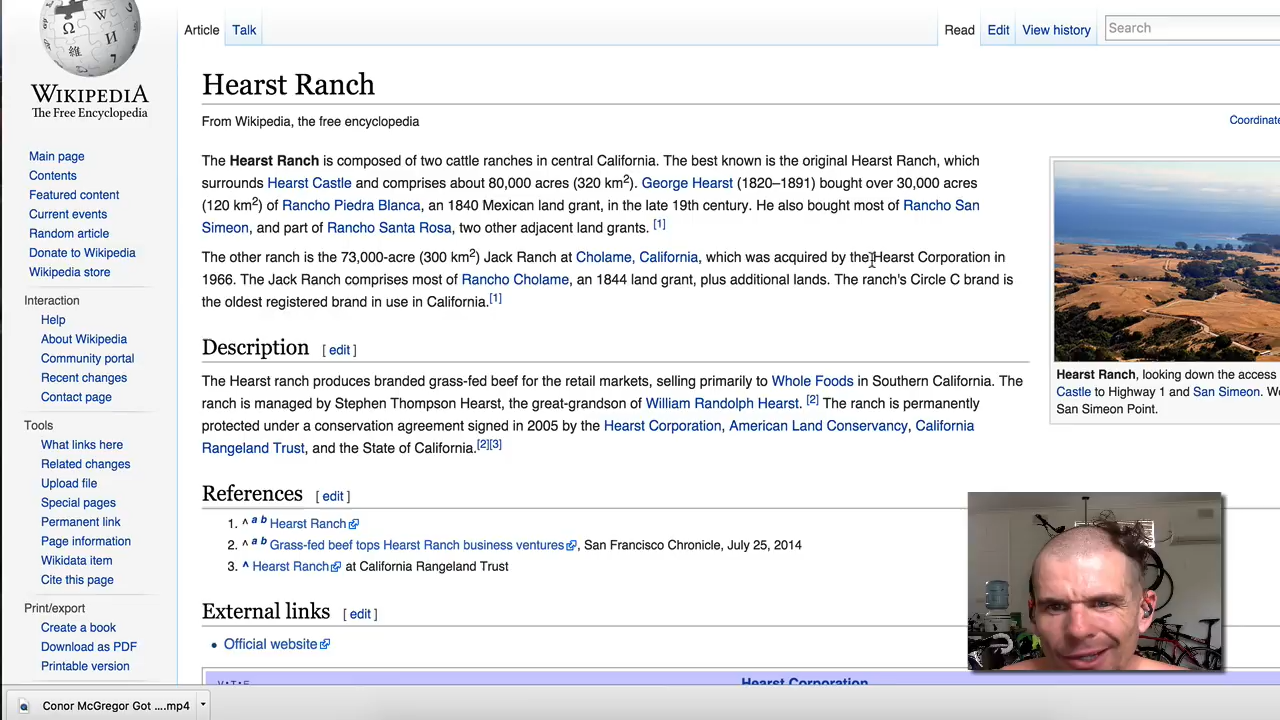 Article
Talk
Read
Edit
View history
Search
WIKIPEDIA
The Free Encyclopedia
Hearst Ranch
From Wikipedia, the free encyclopedia
Coordinate
The Hearst Ranch is composed of two cattle ranches in central California. The best known is the original Hearst Ranch, which
surrounds Hearst Castle and comprises about 80,000 acres (320 km2). George Hearst (1820–1891) bought over 30,000 acres
(120 km2) of Rancho Piedra Blanca, an 1840 Mexican land grant, in the late 19th century. He also bought most of Rancho San
Simeon, and part of Rancho Santa Rosa, two other adjacent land grants. [1]
The other ranch is the 73,000-acre (300 km2) Jack Ranch at Cholame, California, which was acquired by the Hearst Corporation in
1966. The Jack Ranch comprises most of Rancho Cholame, an 1844 land grant, plus additional lands. The ranch's Circle C brand is
the oldest registered brand in use in California.[1]
Description [ edit ]
The Hearst ranch produces branded grass-fed beef for the retail markets, selling primarily to Whole Foods in Southern California. The
ranch is managed by Stephen Thompson Hearst, the great-grandson of William Randolph Hearst. [2] The ranch is permanently
protected under a conservation agreement signed in 2005 by the Hearst Corporation, American Land Conservancy, California
Rangeland Trust, and the State of California.[2][3]
References [ edit ]
1. ^ a b Hearst Ranch
2. ^ a b Grass-fed beef tops Hearst Ranch business ventures, San Francisco Chronicle, July 25, 2014
3. ^ Hearst Ranch at California Rangeland Trust
External links [ edit ]
• Official website
V·T·E
Hearst Corporation
Hearst Ranch, looking down the access
Castle to Highway 1 and San Simeon. We
San Simeon Point.
Main page
Contents
Featured content
Current events
Random article
Donate to Wikipedia
Wikipedia store
Interaction
Help
About Wikipedia
Community portal
Recent changes
Contact page
Tools
What links here
Related changes
Upload file
Special pages
Permanent link
Page information
Wikidata item
Cite this page
Print/export
Create a book
Download as PDF
Printable version
Conor McGregor Got ....mp4